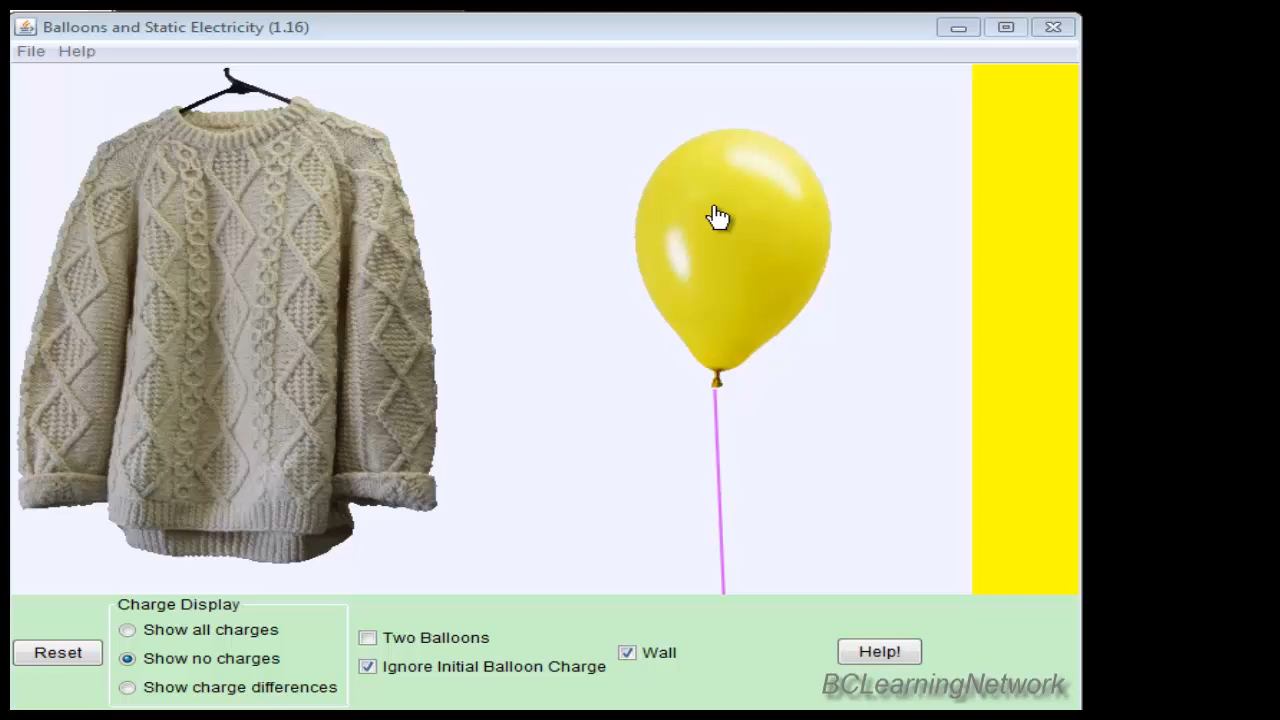 Balloons and Static Electricity (1.16)
File Help
Charge Display
Show all charges
Show no charges
Show charge differences
Reset
Two Balloons
Ignore Initial Balloon Charge
Wall
Help!
BCLearningNetwork